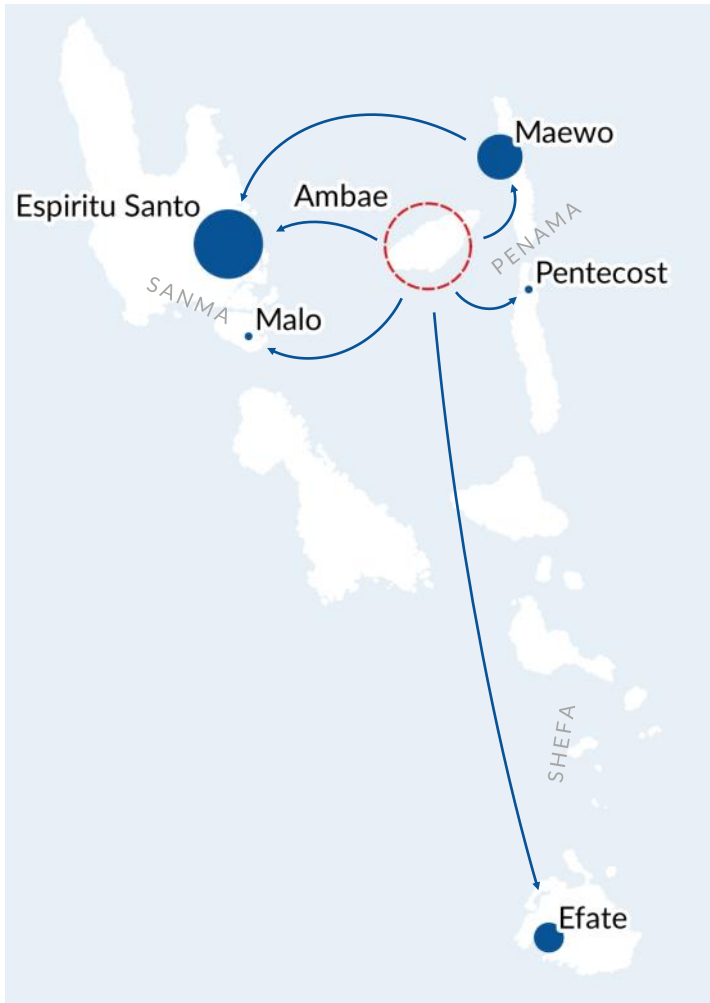 Maewo
Ambae
Espiritu Santo
PENAMA
Pentecost
SANMA
Malo
SHEFA
Efate